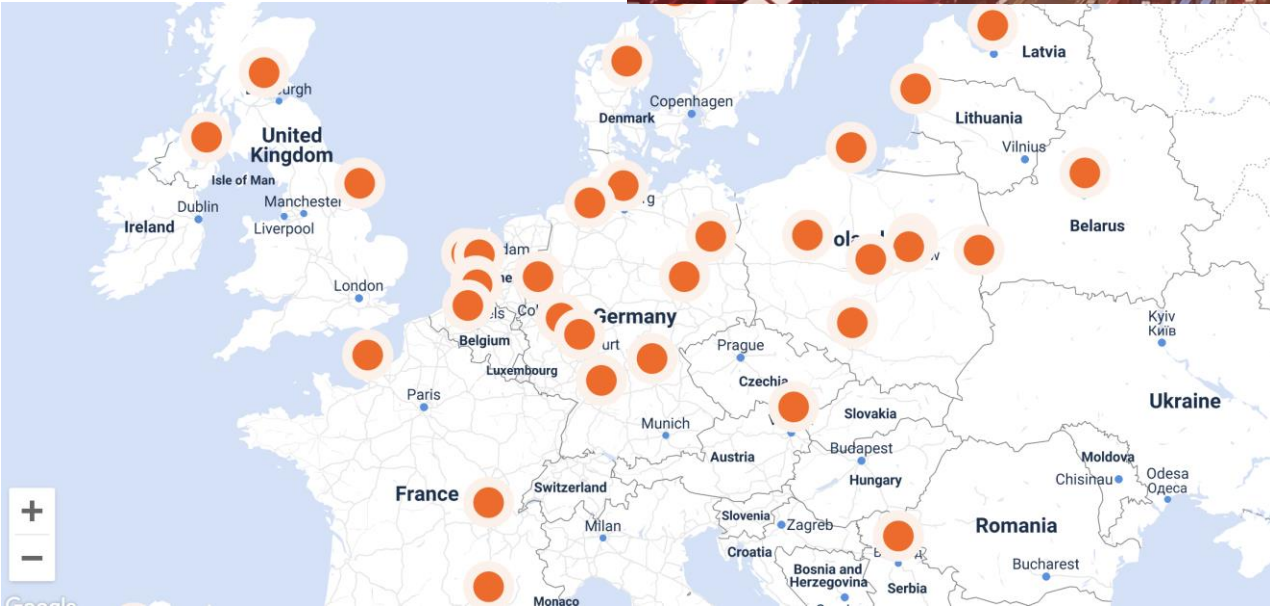 Latvia
Copenhagen
Denmark
Lithuania
Vilnius
United
Kingdom
Isle of Man
Dublin
Manchester
Ireland
Liverpool
Belarus
London
Germany
Belgium
Luxembourg
Prague
Czechia
Paris
Kyiv
Київ
Ukraine
Munich
Slovakia
Austria
Budapest
Hungary
Moldova
Chisinau
Odesa
Одеса
France
Switzerland
Milan
Slovenia
Zagreb
Croatia
Romania
Bosnia and
Herzegovina
Serbia
Bucharest
Monaco
+
−